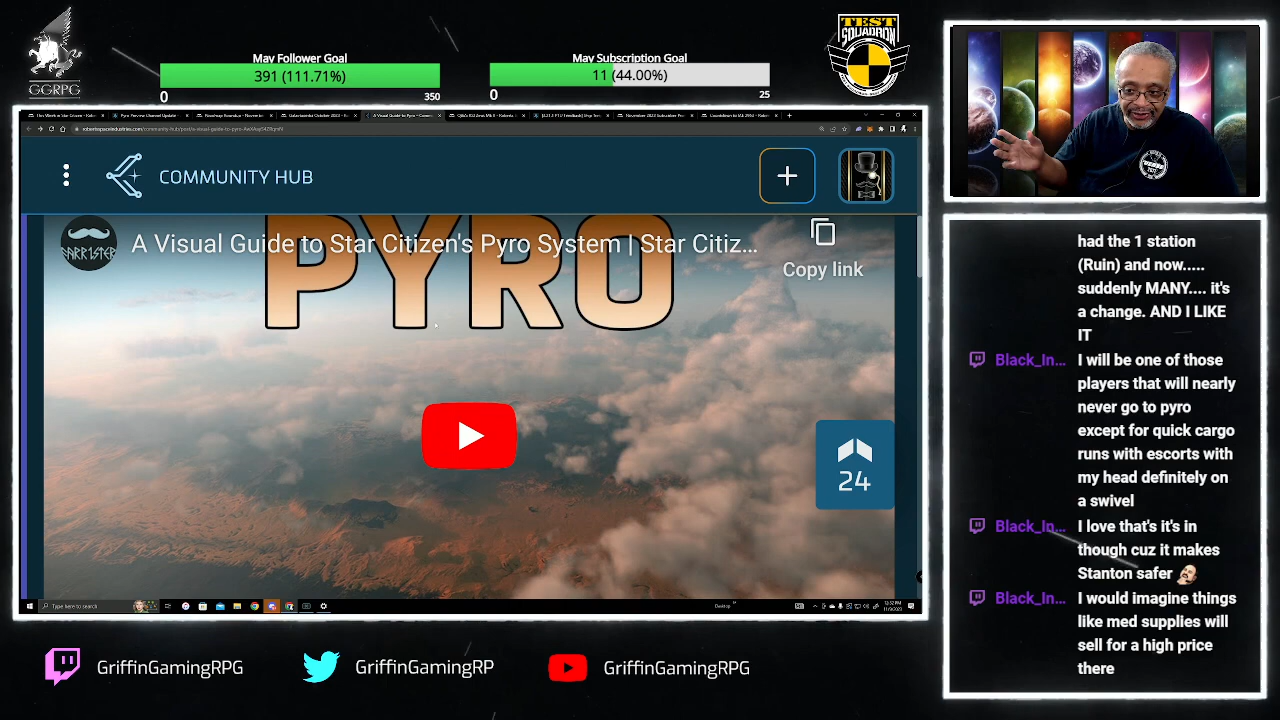 GGRPG
May Follower Goal
391 (111.71%)
0
350
May Subscription Goal
11 (44.00%)
0
25
TEST
SQUADRON
COMMUNITY HUB
A Visual Guide to Star Citizen's Pyro System | Star Citiz...
Copy link
PYRO
24
Type here to search
Desktop
GriffinGamingRPG
GriffinGamingRP
GriffinGamingRPG
had the 1 station
(Ruin) and now.....
suddenly MANY.... it's
a change. AND I LIKE
IT
Black_In... I will be one of those
players that will nearly
never go to pyro
except for quick cargo
runs with escorts with
my head definitely on
a swivel
Black_In... I love that's it's in
though cuz it makes
Stanton safer
Black_In... I would imagine things
like med supplies will
sell for a high price
there